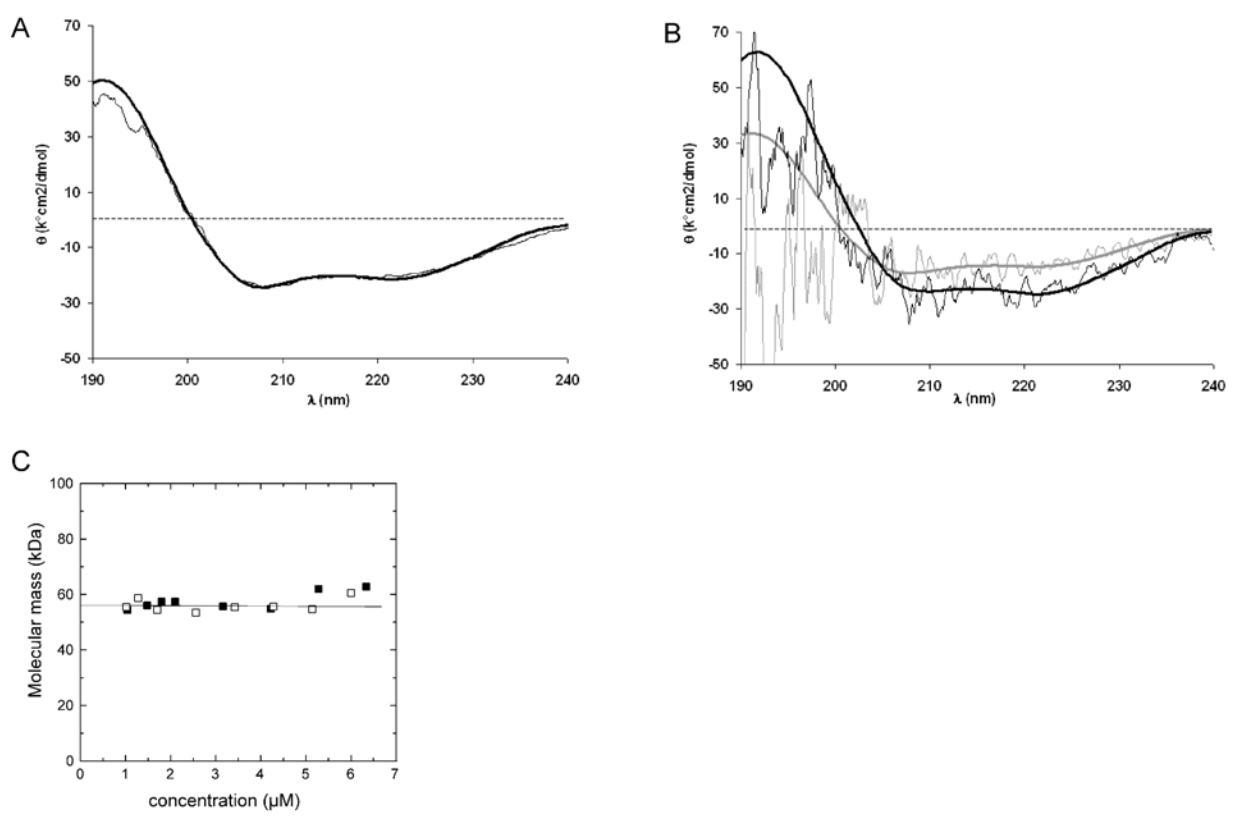 A
70
50
30
10
-10
-30
-50
θ (k°cm2/dmol)
190 200 210 220 230 240
λ (nm)
B
70
50
30
10
-10
-30
-50
θ (k°cm2/dmol)
190 200 210 220 230 240
λ (nm)
C
100
80
60
40
20
0
Molecular mass (kDa)
0 1 2 3 4 5 6 7
concentration (µM)